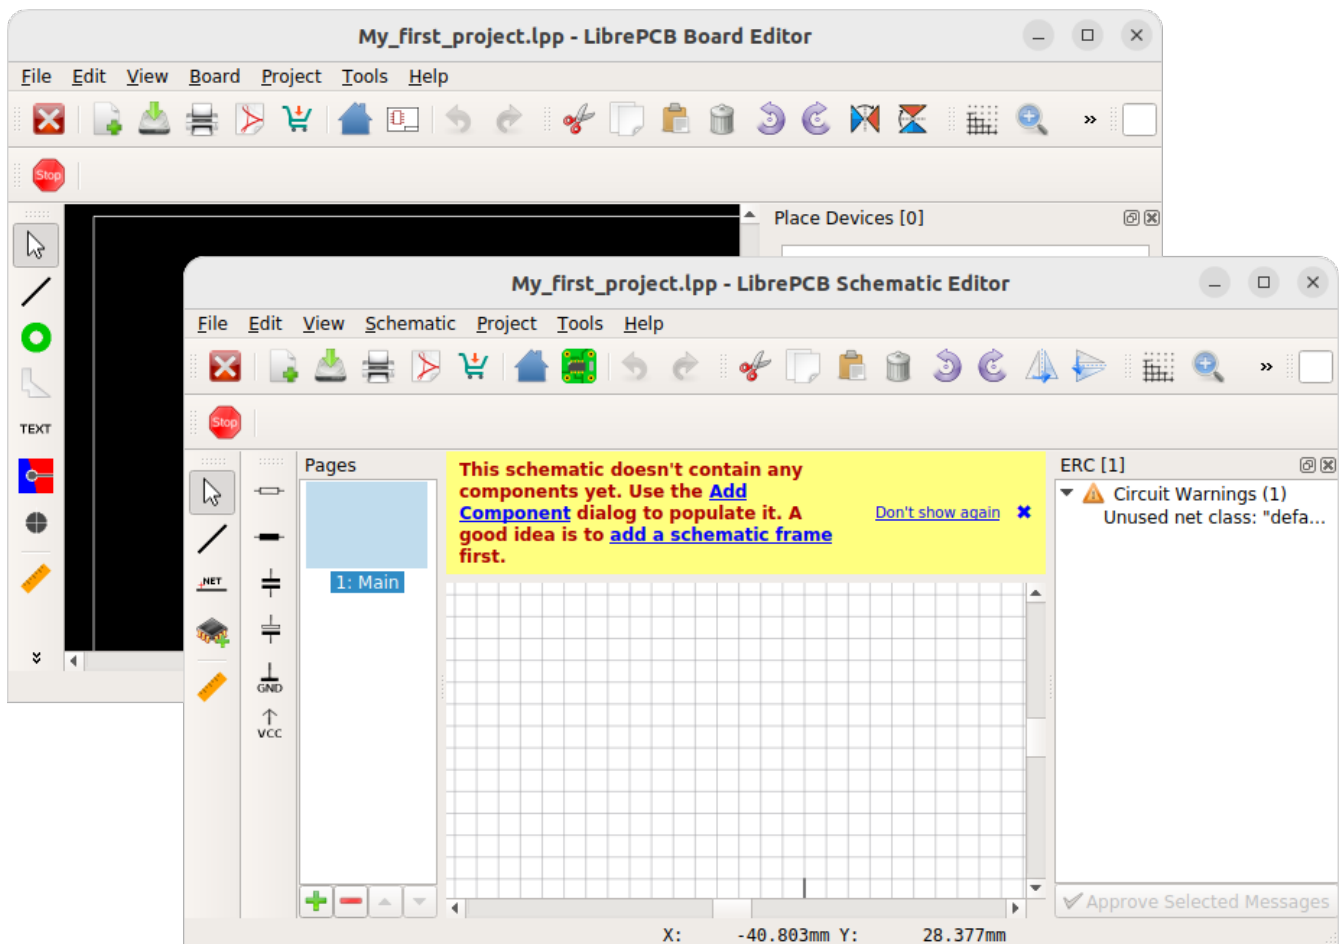 My_first_project.lpp - LibrePCB Board Editor
File Edit View Board Project Tools Help
Stop
Place Devices [0]
TEXT
My_first_project.lpp - LibrePCB Schematic Editor
File Edit View Schematic Project Tools Help
Stop
Pages
1: Main
NET
GND
VCC
This schematic doesn't contain any
components yet. Use the Add
Component dialog to populate it. A
good idea is to add a schematic frame
first.
Don't show again
ERC [1]
Circuit Warnings (1)
Unused net class: "defa...
Approve Selected Messages
X: -40.803mm Y: 28.377mm